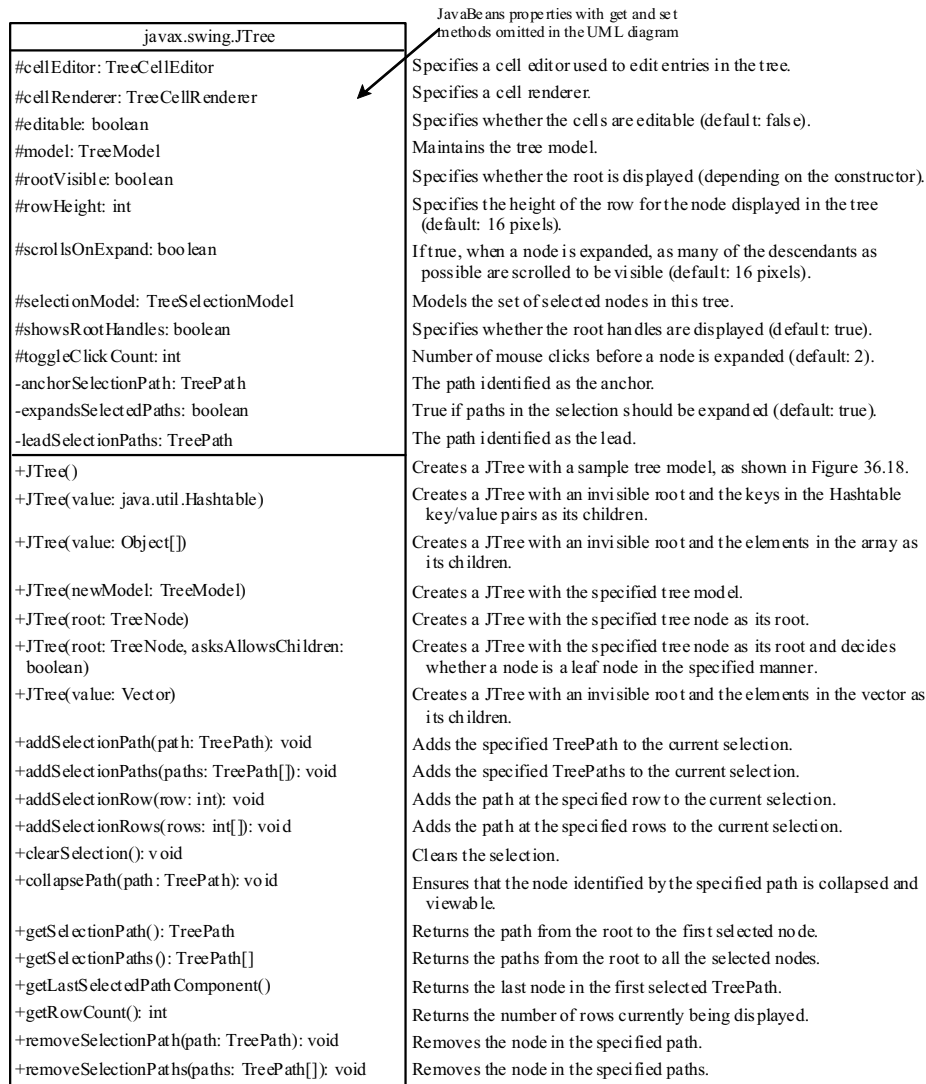 JavaBeans properties with get and set
methods omitted in the UML diagram
javax.swing.JTree
#cellEditor: TreeCellEditor
Specifies a cell editor used to edit entries in the tree.
#cellRenderer: TreeCellRenderer
Specifies a cell renderer.
#editable: boolean
Specifies whether the cells are editable (default: false).
#model: TreeModel
Maintains the tree model.
#rootVisible: boolean
Specifies whether the root is displayed (depending on the constructor).
#rowHeight: int
Specifies the height of the row for the node displayed in the tree
(default: 16 pixels).
#scrollsOnExpand: boolean
If true, when a node is expanded, as many of the descendants as
possible are scrolled to be visible (default: 16 pixels).
#selectionModel: TreeSelectionModel
Models the set of selected nodes in this tree.
#showsRootHandles: boolean
Specifies whether the root handles are displayed (default: true).
#toggleClickCount: int
Number of mouse clicks before a node is expanded (default: 2).
-anchorSelectionPath: TreePath
The path identified as the anchor.
-expandsSelectedPaths: boolean
True if paths in the selection should be expanded (default: true).
-leadSelectionPaths: TreePath
The path identified as the lead.
+JTree()
Creates a JTree with a sample tree model, as shown in Figure 36.18.
+JTree(value: java.util.Hashtable)
Creates a JTree with an invisible root and the keys in the Hashtable
key/value pairs as its children.
+JTree(value: Object[])
Creates a JTree with an invisible root and the elements in the array as
its children.
+JTree(newModel: TreeModel)
Creates a JTree with the specified tree model.
+JTree(root: TreeNode)
Creates a JTree with the specified tree node as its root.
+JTree(root: TreeNode, asksAllowsChildren:
boolean)
Creates a JTree with the specified tree node as its root and decides
whether a node is a leaf node in the specified manner.
+JTree(value: Vector)
Creates a JTree with an invisible root and the elements in the vector as
its children.
+addSelectionPath(path: TreePath): void
Adds the specified TreePath to the current selection.
+addSelectionPaths(paths: TreePath[]): void
Adds the specified TreePaths to the current selection.
+addSelectionRow(row: int): void
Adds the path at the specified row to the current selection.
+addSelectionRows(rows: int[]): void
Adds the path at the specified rows to the current selection.
+clearSelection(): void
Clears the selection.
+collapsePath(path: TreePath): void
Ensures that the node identified by the specified path is collapsed and
viewable.
+getSelectionPath(): TreePath
Returns the path from the root to the first selected node.
+getSelectionPaths(): TreePath[]
Returns the paths from the root to all the selected nodes.
+getLastSelectedPathComponent()
Returns the last node in the first selected TreePath.
+getRowCount(): int
Returns the number of rows currently being displayed.
+removeSelectionPath(path: TreePath): void
Removes the node in the specified path.
+removeSelectionPaths(paths: TreePath[]): void
Removes the node in the specified paths.